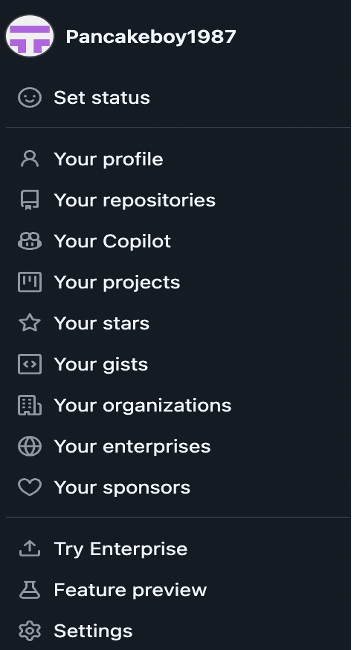 Pancakeboy1987
Set status
Your profile
Your repositories
Your Copilot
Your projects
Your stars
Your gists
Your organizations
Your enterprises
Your sponsors
Try Enterprise
Feature preview
Settings